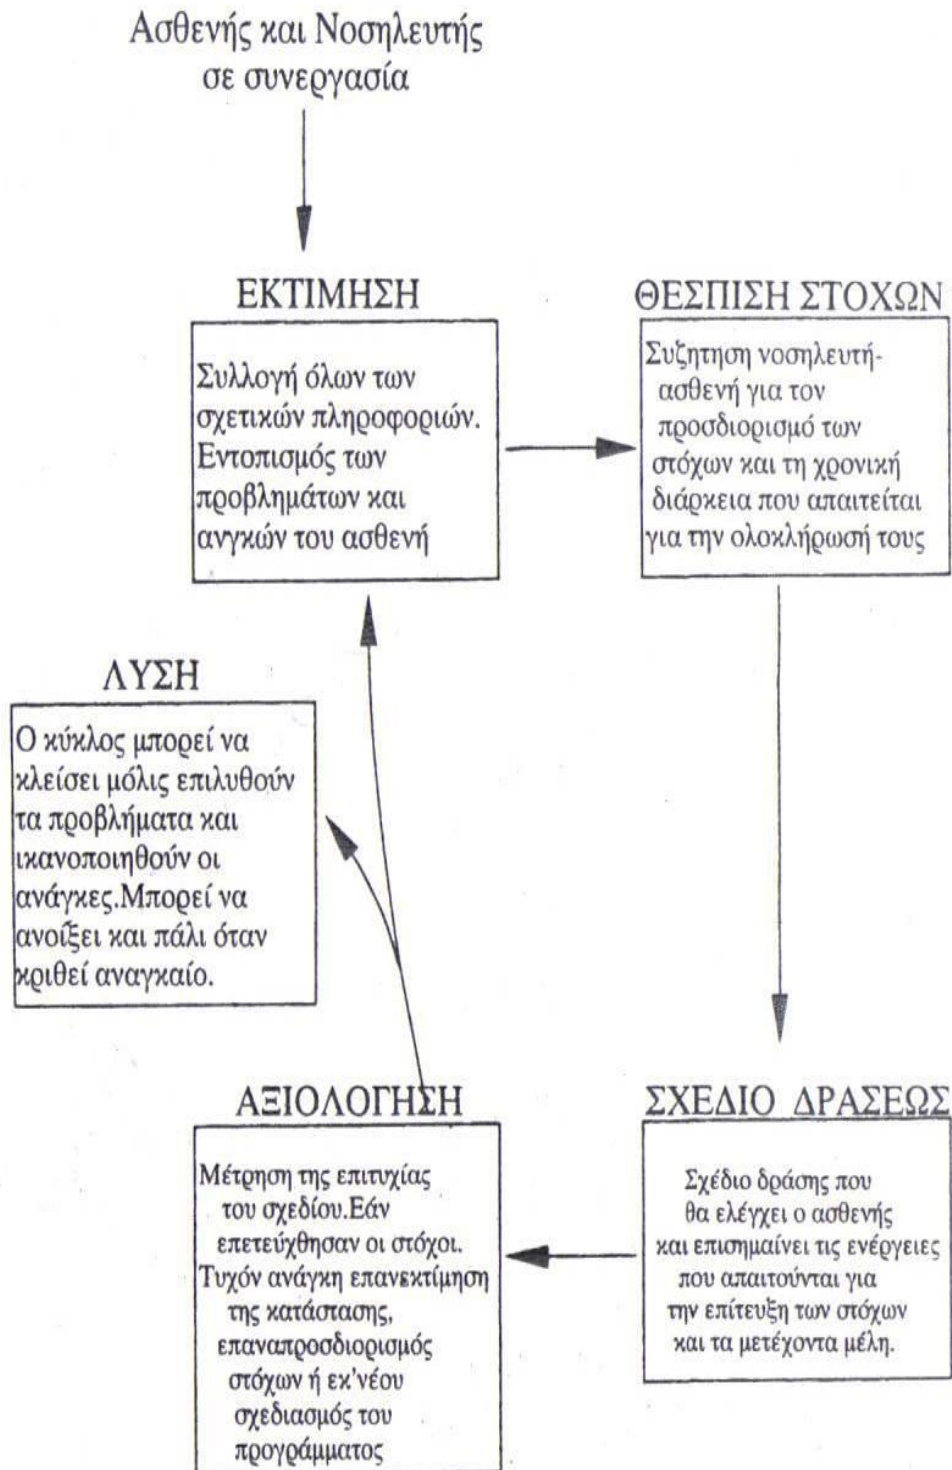 Ασθενής και Νοσηλευτής
σε συνεργασία
ΕΚΤΙΜΗΣΗ
Συλλογή όλων των
σχετικών πληροφοριών.
Εντοπισμός των
προβλημάτων και
ανγκών του ασθενή
ΘΕΣΠΙΣΗ ΣΤΟΧΩΝ
Συζητηση νοσηλευτή-
ασθενή για τον
προσδιορισμό των
στόχων και τη χρονική
διάρκεια που απαιτείται
για την ολοκλήρωσή τους
ΛΥΣΗ
Ο κύκλος μπορεί να
κλείσει μόλις επιλυθούν
τα προβλήματα και
ικανοποιηθούν οι
ανάγκες.Μπορεί να
ανοίξει και πάλι όταν
κριθεί αναγκαίο.
ΑΞΙΟΛΟΓΗΣΗ
Μέτρηση της επιτυχίας
του σχεδίου.Εάν
επετεύχθησαν οι στόχοι.
Τυχόν ανάγκη επανεκτίμηση
της κατάστασης,
επαναπροσδιορισμός
στόχων ή εκ'νέου
σχεδιασμός του
προγράμματος
ΣΧΕΔΙΟ ΔΡΑΣΕΩΣ
Σχέδιο δράσης που
θα ελέγχει ο ασθενής
και επισημαίνει τις ενέργειες
που απαιτούνται για
την επίτευξη των στόχων
και τα μετέχοντα μέλη.